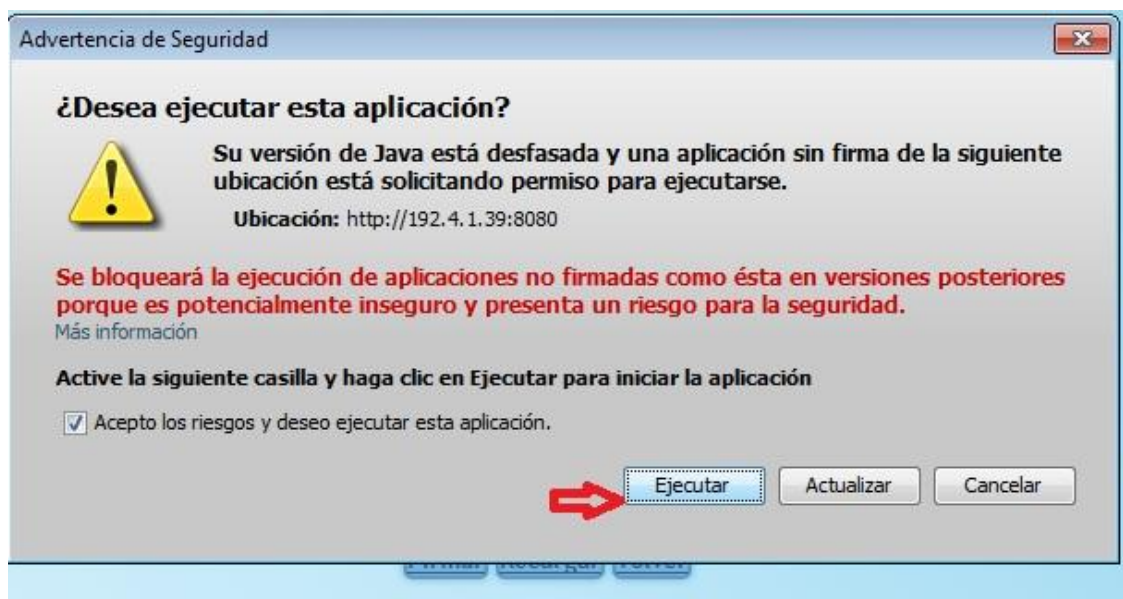 Advertencia de Seguridad
¿Desea ejecutar esta aplicación?
Su versión de Java está desfasada y una aplicación sin firma de la siguiente
ubicación está solicitando permiso para ejecutarse.
Ubicación: http://192.4.1.39:8080
Se bloqueará la ejecución de aplicaciones no firmadas como ésta en versiones posteriores
porque es potencialmente inseguro y presenta un riesgo para la seguridad.
Más información
Active la siguiente casilla y haga clic en Ejecutar para iniciar la aplicación
Acepto los riesgos y deseo ejecutar esta aplicación.
Ejecutar Actualizar Cancelar